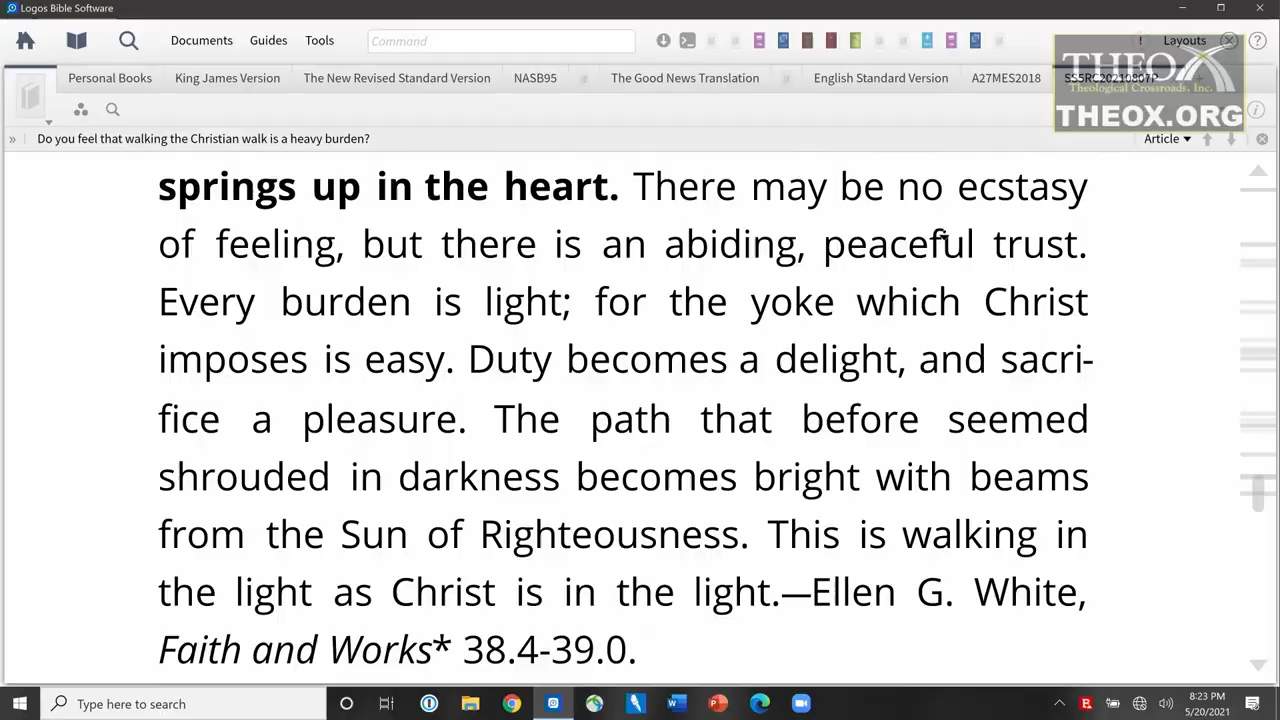 Logos Bible Software
Documents Guides Tools Command Layouts
Personal Books King James Version The New Revised Standard Version NASB95 The Good News Translation English Standard Version A27MES2018 SS5RC20210807P
THEOX
Theological Crossroads, Inc.
THEOX.ORG
Do you feel that walking the Christian walk is a heavy burden? Article
springs up in the heart. There may be no ecstasy
of feeling, but there is an abiding, peaceful trust.
Every burden is light; for the yoke which Christ
imposes is easy. Duty becomes a delight, and sacri-
fice a pleasure. The path that before seemed
shrouded in darkness becomes bright with beams
from the Sun of Righteousness. This is walking in
the light as Christ is in the light.—Ellen G. White,
Faith and Works* 38.4-39.0.
Type here to search
8:23 PM
5/20/2021